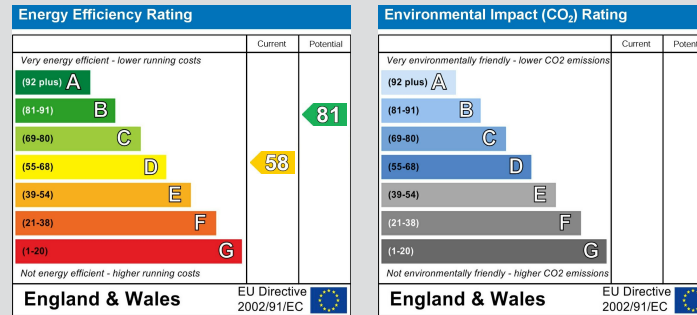 Energy Efficiency Rating
Current Potential
Very energy efficient - lower running costs
(92 plus) A
(81-91) B
81
(69-80) C
(55-68) D
58
(39-54) E
(21-38) F
(1-20) G
Not energy efficient - higher running costs
England & Wales
EU Directive
2002/91/EC
Environmental Impact (CO₂) Rating
Current Potent
Very environmentally friendly - lower CO2 emissions
(92 plus) A
(81-91) B
(69-80) C
(55-68) D
(39-54) E
(21-38) F
(1-20) G
Not environmentally friendly - higher CO2 emissions
England & Wales
EU Directive
2002/91/EC